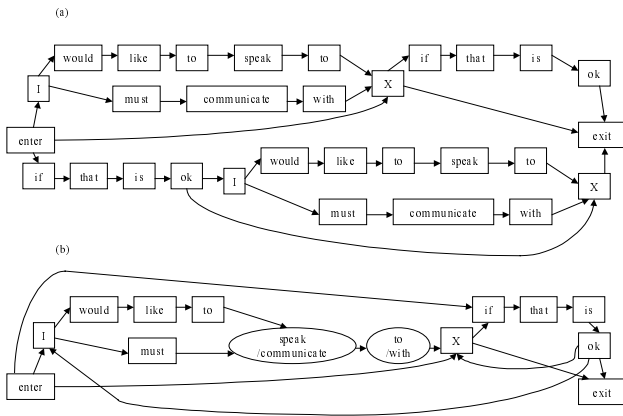 (a)
would like to speak to if that is
ok
I X
must communicate with
exit
enter
would like to speak to
if that is ok I X
must communicate with
(b)
would like to if that is
I speak /communicate to /with X ok
must
enter exit